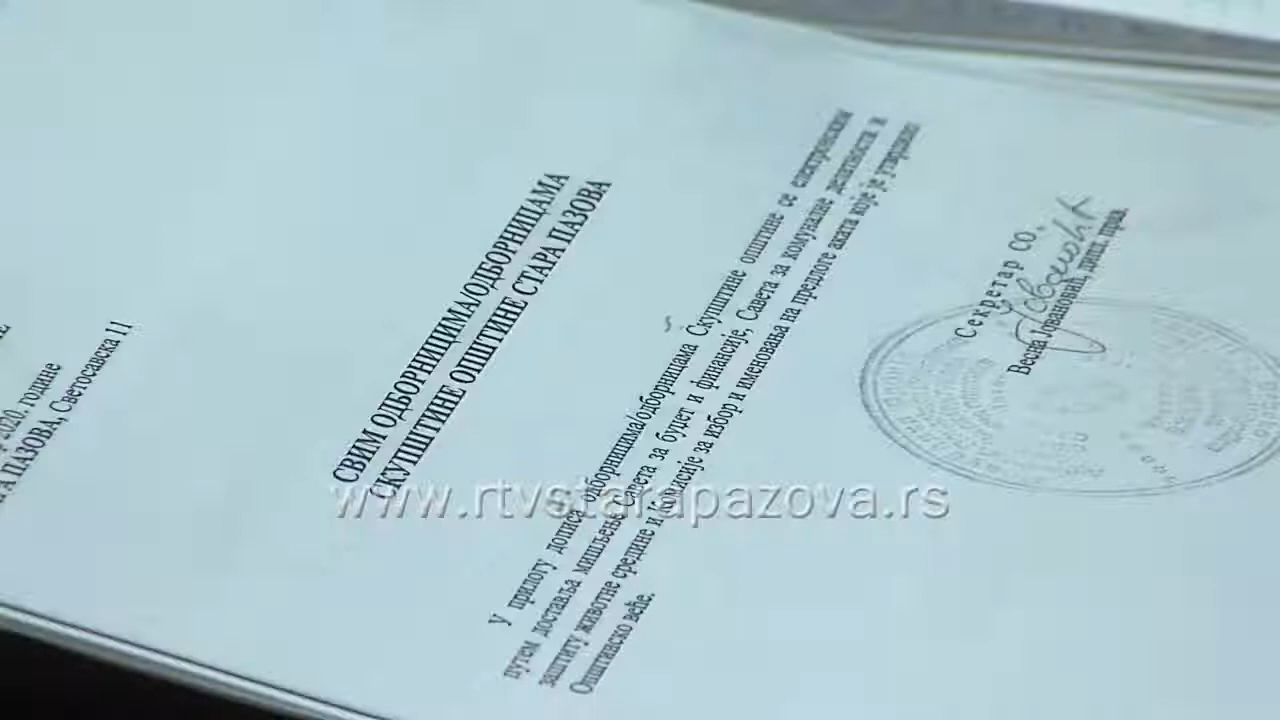 2020. године
ПАЗОВА, Светосавска 11
СВИМ ОДБОРНИЦИМА/ОДБОРНИЦАМА
СКУПШТИНЕ ОПШТИНЕ СТАРА ПАЗОВА
У прилогу дописа одборницима/одборницама Скупштине општине се електронским
путем доставља мишљење Савета за буџет и финансије, Савета за комуналне делатности и
заштиту животне средине и Комисије за избор и именовања на предлоге аката које је утврдило
Општинско веће.
Секретар СО,
Јовановић
Весна Јовановић, дипл. прав.
www.rtvstarapazova.rs